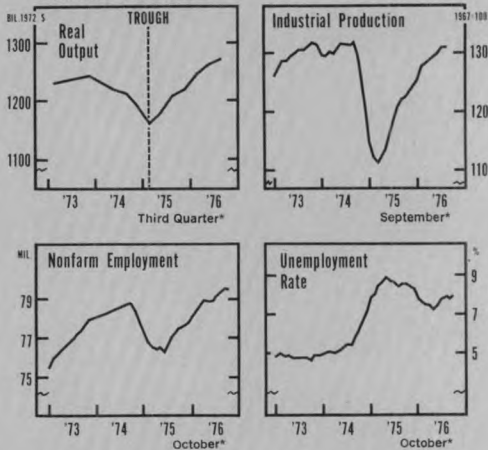 BIL.1972 $
Real
Output
TROUGH
1300
1200
1100
'73 '74 '75 '76
Third Quarter*
Industrial Production
1967=100
130
120
110
'73 '74 '75 '76
September*
MIL.
Nonfarm Employment
79
77
75
'73 '74 '75 '76
October*
Unemployment
Rate
%
9
7
5
'73 '74 '75 '76
October*